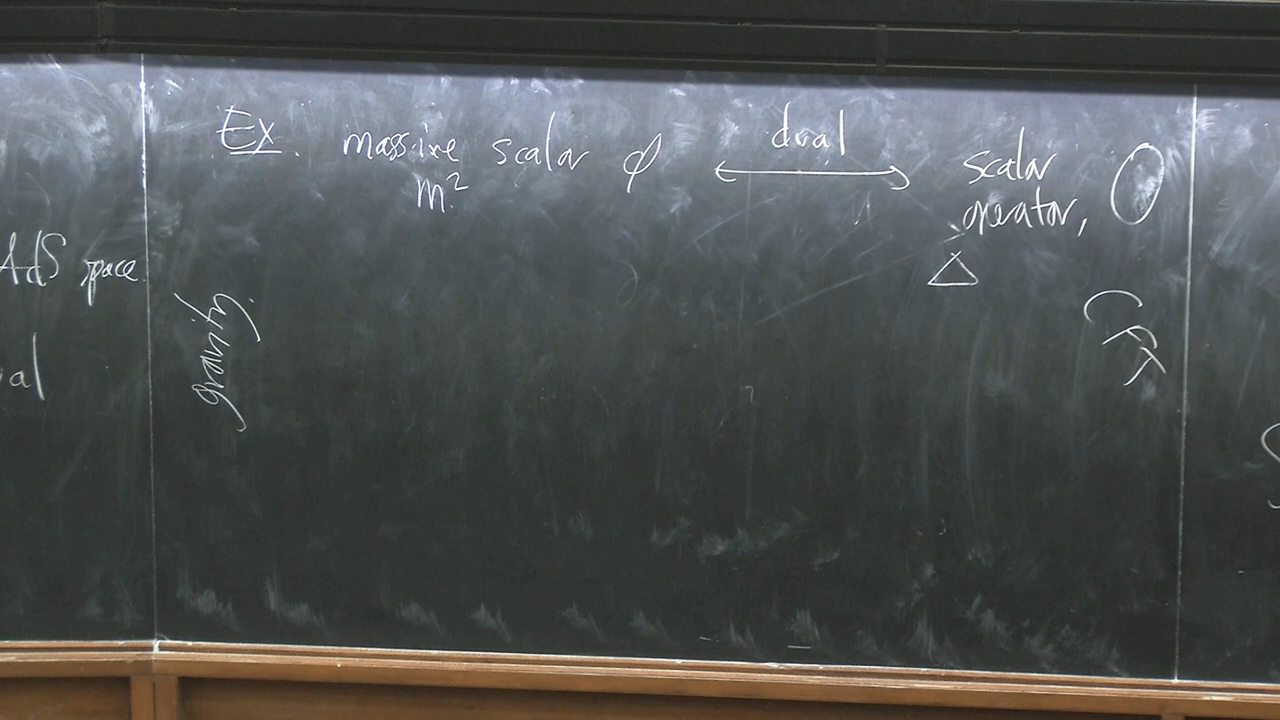 Ex. massive scalar φ dual ⟷ scalar operator, O
m²
Δ
AdS space
al
gravity
CFT